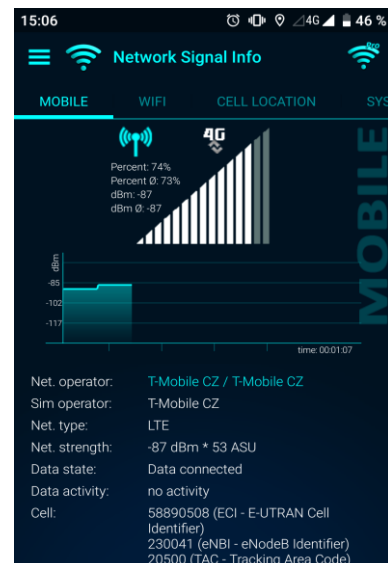 15:06 4G 46 %
Network Signal Info Pro
MOBILE WIFI CELL LOCATION SYS
4G
Percent: 74%
Percent Ø: 73%
dBm: -87
dBm Ø: -87
MOBILE
dBm
-85
-102
-117
time: 00:01:07
Net. operator: T-Mobile CZ / T-Mobile CZ
Sim operator: T-Mobile CZ
Net. type: LTE
Net. strength: -87 dBm * 53 ASU
Data state: Data connected
Data activity: no activity
Cell: 58890508 (ECI - E-UTRAN Cell
Identifier)
230041 (eNBI - eNodeB Identifier)
20500 (TAC - Tracking Area Code)